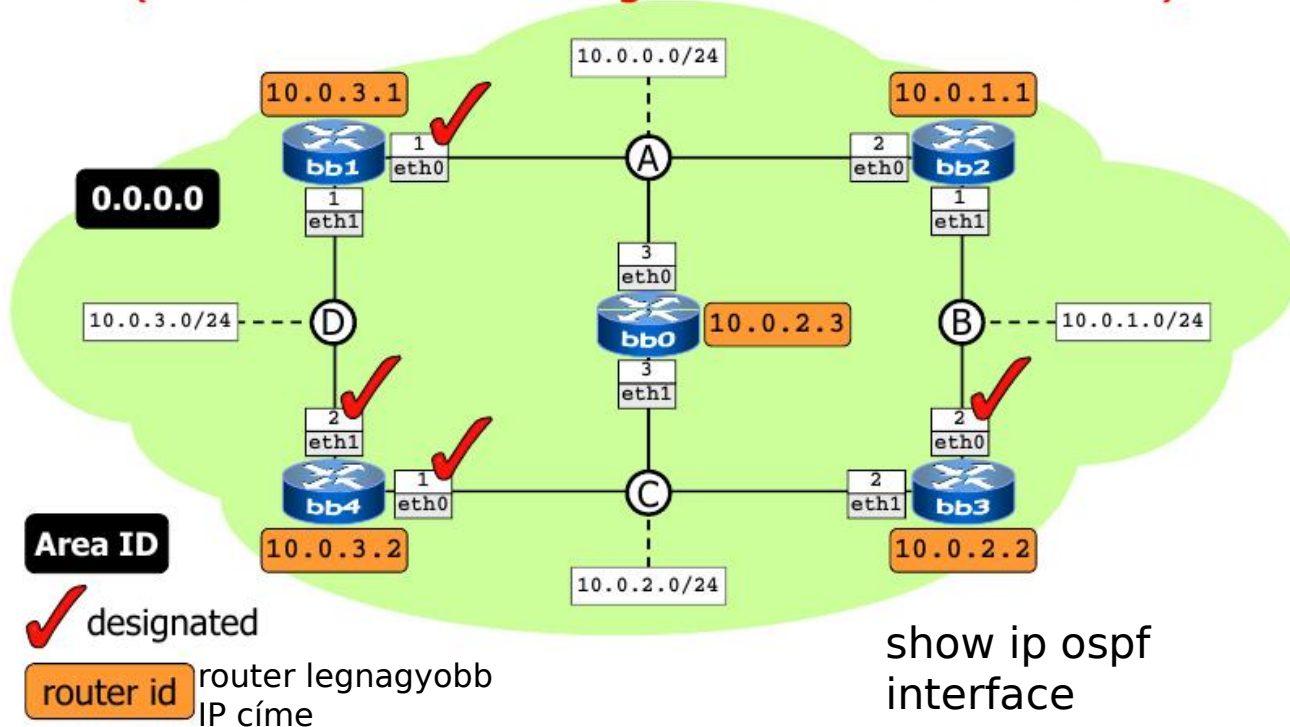 10.0.0.0/24
10.0.3.1
10.0.1.1
1
eth0
A
2
eth0
bb1
bb2
0.0.0.0
1
eth1
1
eth1
3
eth0
10.0.3.0/24
D
bb0
10.0.2.3
B
10.0.1.0/24
3
eth1
2
eth1
2
eth0
1
eth0
C
2
eth1
bb4
bb3
Area ID
10.0.3.2
10.0.2.2
10.0.2.0/24
designated
show ip ospf
interface
router id
router legnagyobb
IP címe